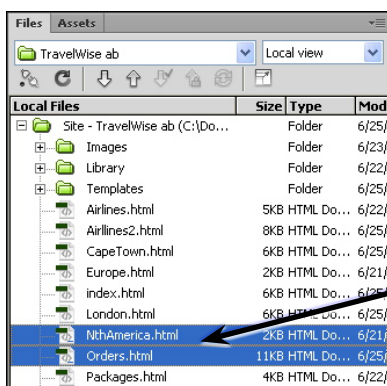 Files Assets
TravelWise ab Local view
Local Files Size Type Mod
Site - TravelWise ab (C:\Do... Folder 6/25/
Images Folder 6/23/
Library Folder 6/22/
Templates Folder 6/25/
Airlines.html 5KB HTML Do... 6/22/
Airllines2.html 8KB HTML Do... 6/25/
CapeTown.html 6KB HTML Do... 6/25/
Europe.html 2KB HTML Do... 6/21/
index.html 6KB HTML Do... 6/25/
London.html 6KB HTML Do... 6/25/
NthAmerica.html 2KB HTML Do... 6/21/
Orders.html 11KB HTML Do... 6/25/
Packages.html 4KB HTML Do... 6/22/